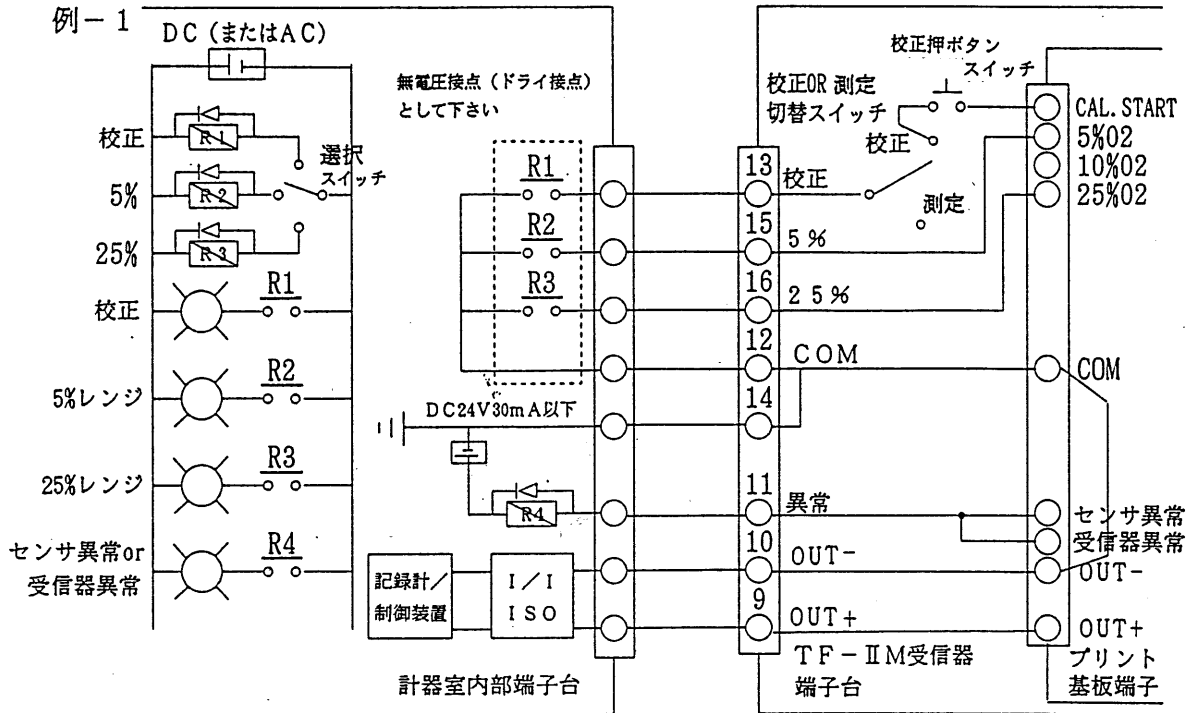 例－1
DC（またはAC）
校正
R1
選択
スイッチ
5%
R2
25%
R3
校正
R1
5%レンジ
R2
25%レンジ
R3
センサ異常or
受信器異常
R4
無電圧接点（ドライ接点）
として下さい
R1
R2
R3
DC24V30mA以下
R4
記録計／
制御装置
I／I
ISO
計器室内部端子台
校正OR 測定
切替スイッチ
校正押ボタン
スイッチ
校正
測定
13
校正
15
5％
16
25％
12
COM
14
11
異常
10
OUT-
9
OUT+
TF－ⅡM受信器
端子台
CAL.START
5%O2
10%O2
25%O2
COM
センサ異常
受信器異常
OUT-
OUT+
プリント
基板端子